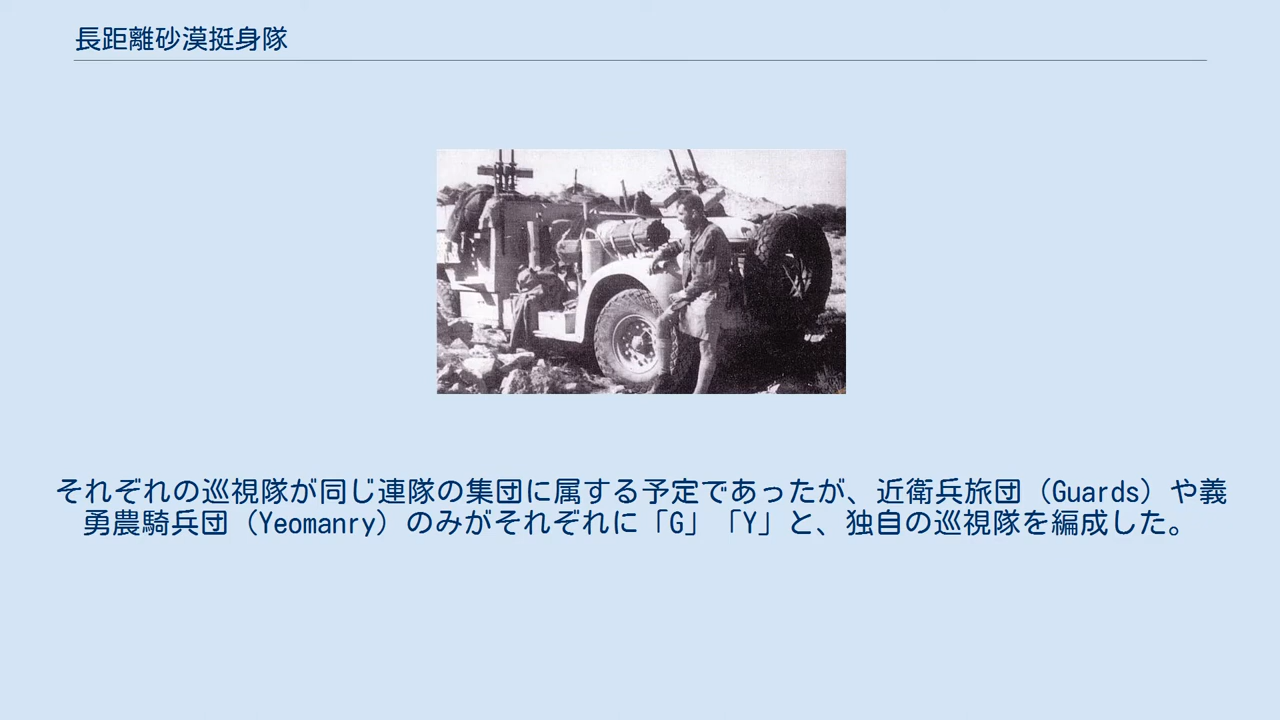 長距離砂漠挺身隊
それぞれの巡視隊が同じ連隊の集団に属する予定であったが、近衛兵旅団（Guards）や義
勇農騎兵団（Yeomanry）のみがそれぞれに「G」「Y」と、独自の巡視隊を編成した。